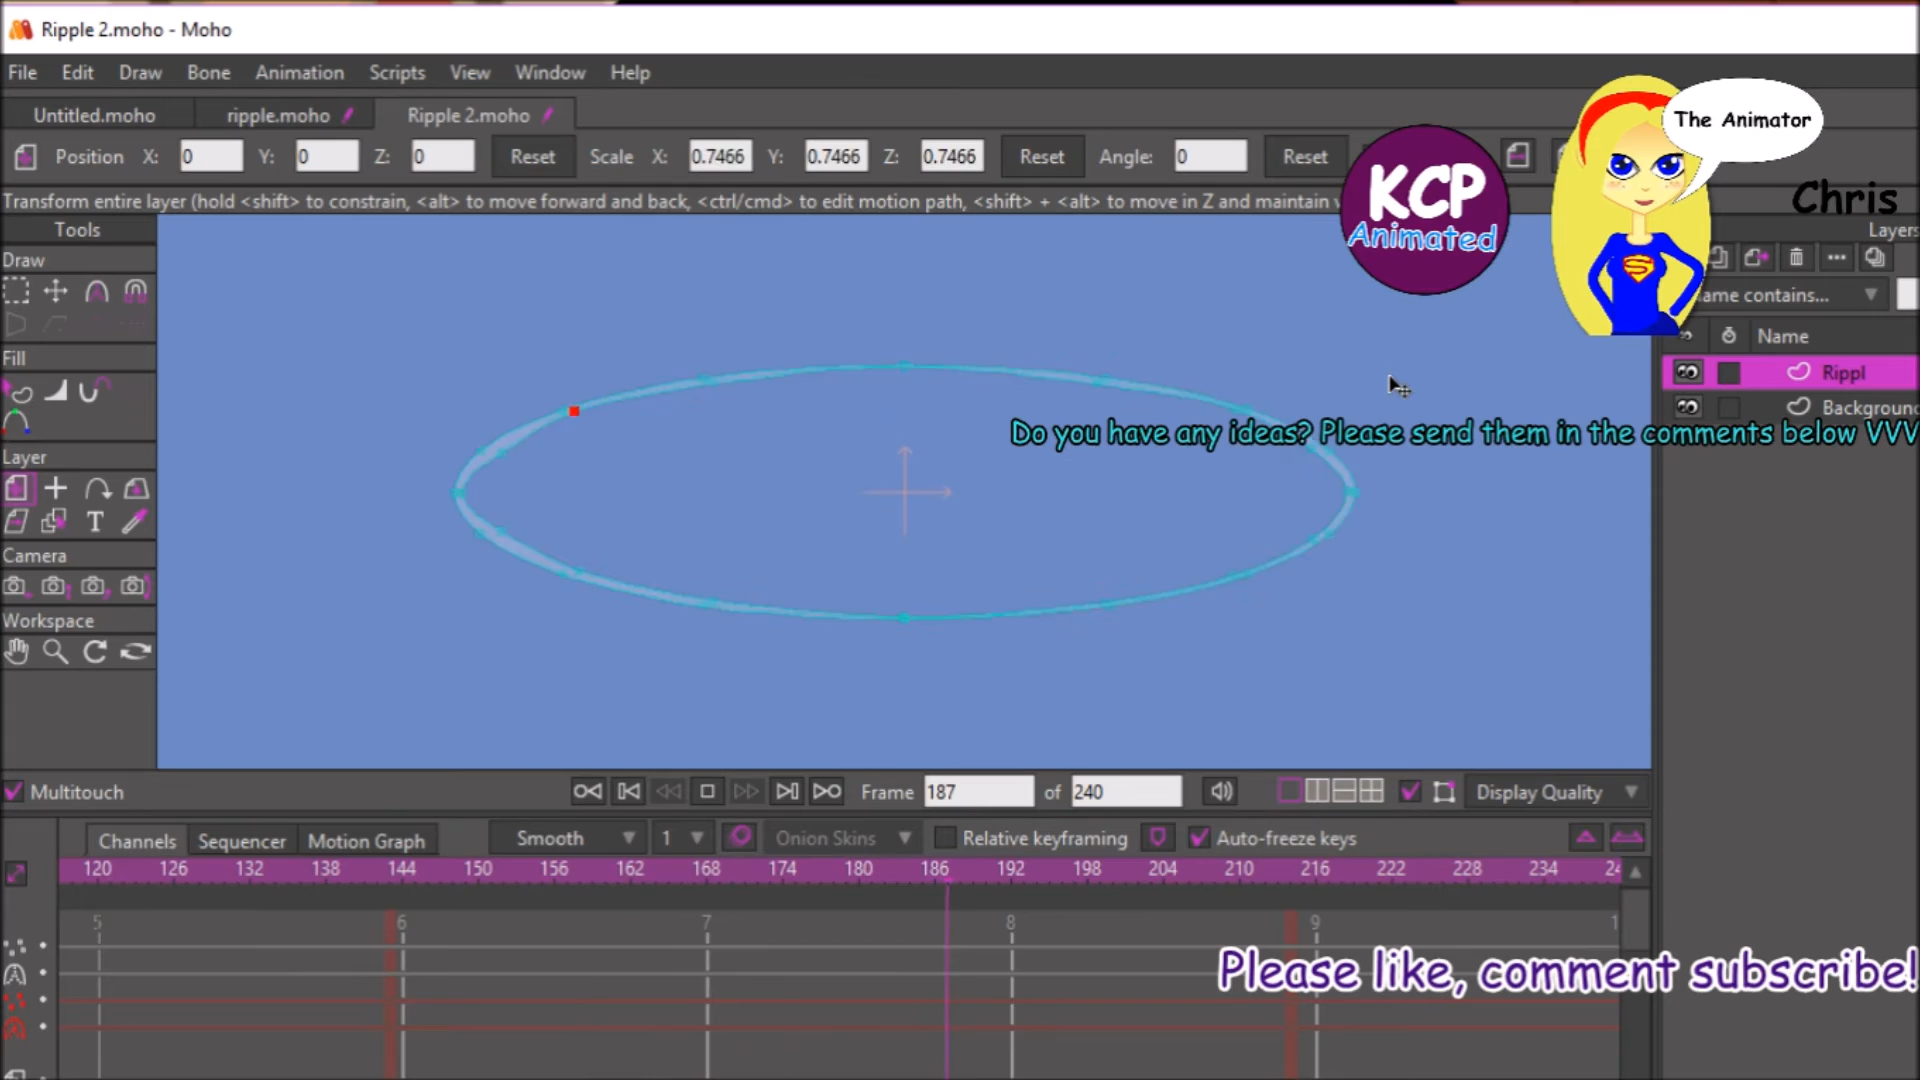 Ripple 2.moho - Moho
File Edit Draw Bone Animation Scripts View Window Help
Untitled.moho ripple.moho Ripple 2.moho
Position X: 0 Y: 0 Z: 0 Reset Scale X: 0.7466 Y: 0.7466 Z: 0.7466 Reset Angle: 0 Reset
Transform entire layer (hold <shift> to constrain, <alt> to move forward and back, <ctrl/cmd> to edit motion path, <shift> + <alt> to move in Z and maintain
The Animator
KCP
Animated
Chris
Tools
Layers
Draw
ame contains...
Name
Fill
Rippl
Background
Do you have any ideas? Please send them in the comments below VVV
Layer
T
Camera
Workspace
Multitouch
Frame 187 of 240
Display Quality
Channels Sequencer Motion Graph Smooth 1 Onion Skins Relative keyframing Auto-freeze keys
120 126 132 138 144 150 156 162 168 174 180 186 192 198 204 210 216 222 228 234 24
5 6 7 8 9 1
Please like, comment subscribe!